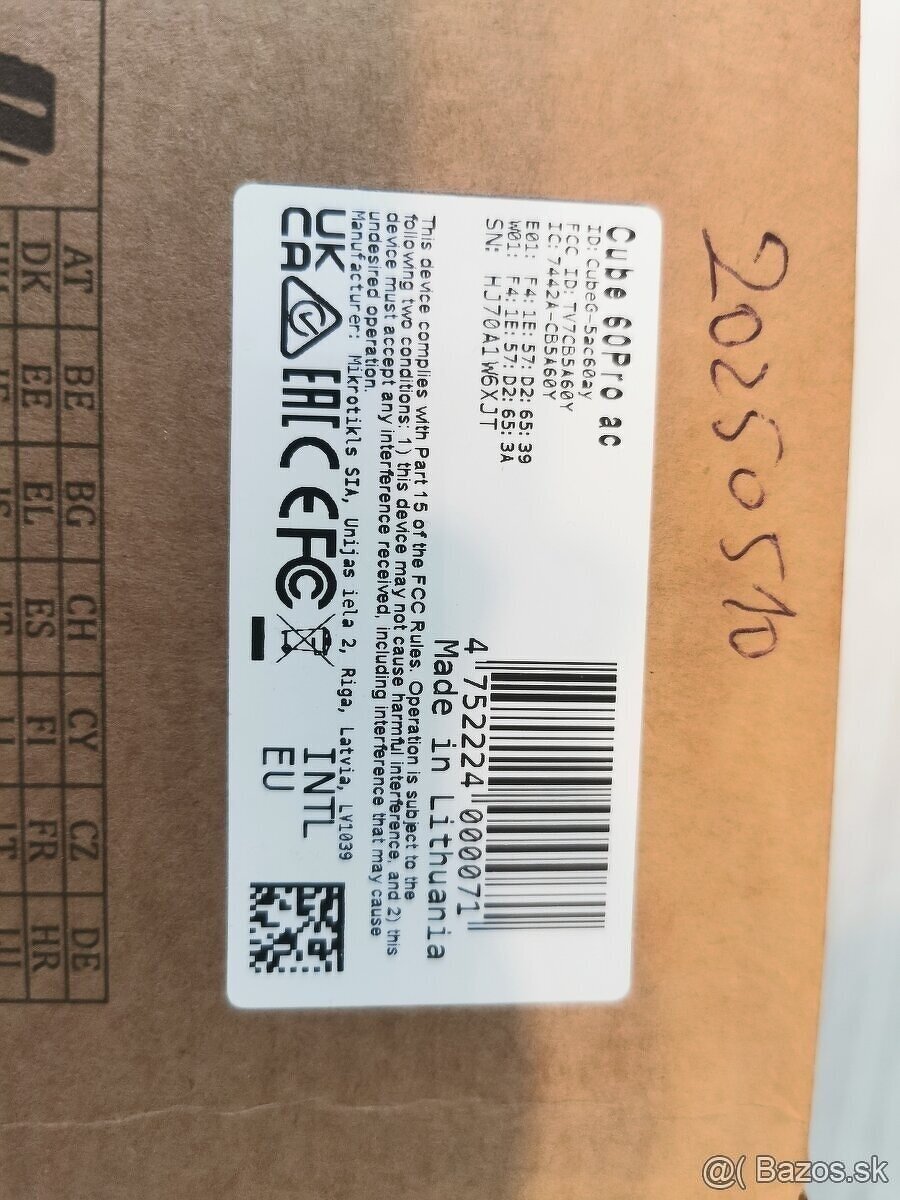 20250510
Cube 60Pro ac
ID: CubeG-5ac60ay
FCC ID: TV7CB5A60Y
IC: 7442A-CB5A60Y
E01: F4:1E:57:D2:65:39
W01: F4:1E:57:D2:65:3A
SN: HJ70A1W6XJT
4 752224 000071
Made in Lithuania
This device complies with Part 15 of the FCC Rules. Operation is subject to the
following two conditions: 1) this device may not cause harmful interference, and 2) this
device must accept any interference received, including interference that may cause
undesired operation.
Manufacturer: Mikrotikls SIA, Unijas iela 2, Riga, Latvia, LV1039
UK
CA
EAC
CE
FC
INTL
EU
AT BE BG CH CY CZ DE
DK EE EL ES FI FR HR
@( Bazos.sk